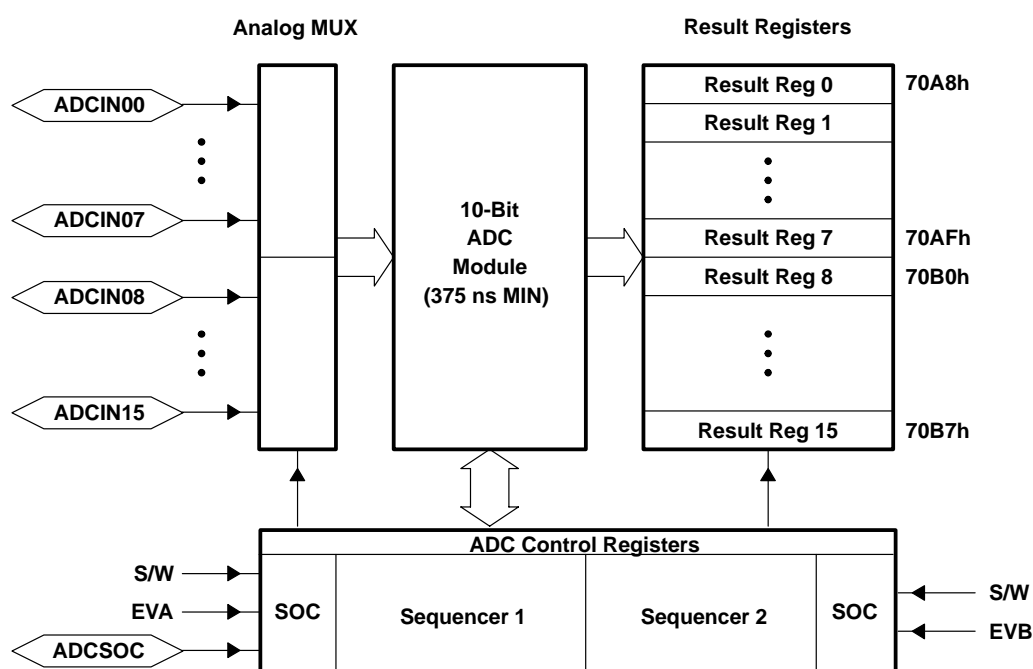 Analog MUX
Result Registers
ADCIN00
ADCIN07
ADCIN08
ADCIN15
10-Bit
ADC
Module
(375 ns MIN)
Result Reg 0
70A8h
Result Reg 1
Result Reg 7
70AFh
Result Reg 8
70B0h
Result Reg 15
70B7h
ADC Control Registers
S/W
EVA
ADCSOC
SOC
Sequencer 1
Sequencer 2
SOC
S/W
EVB